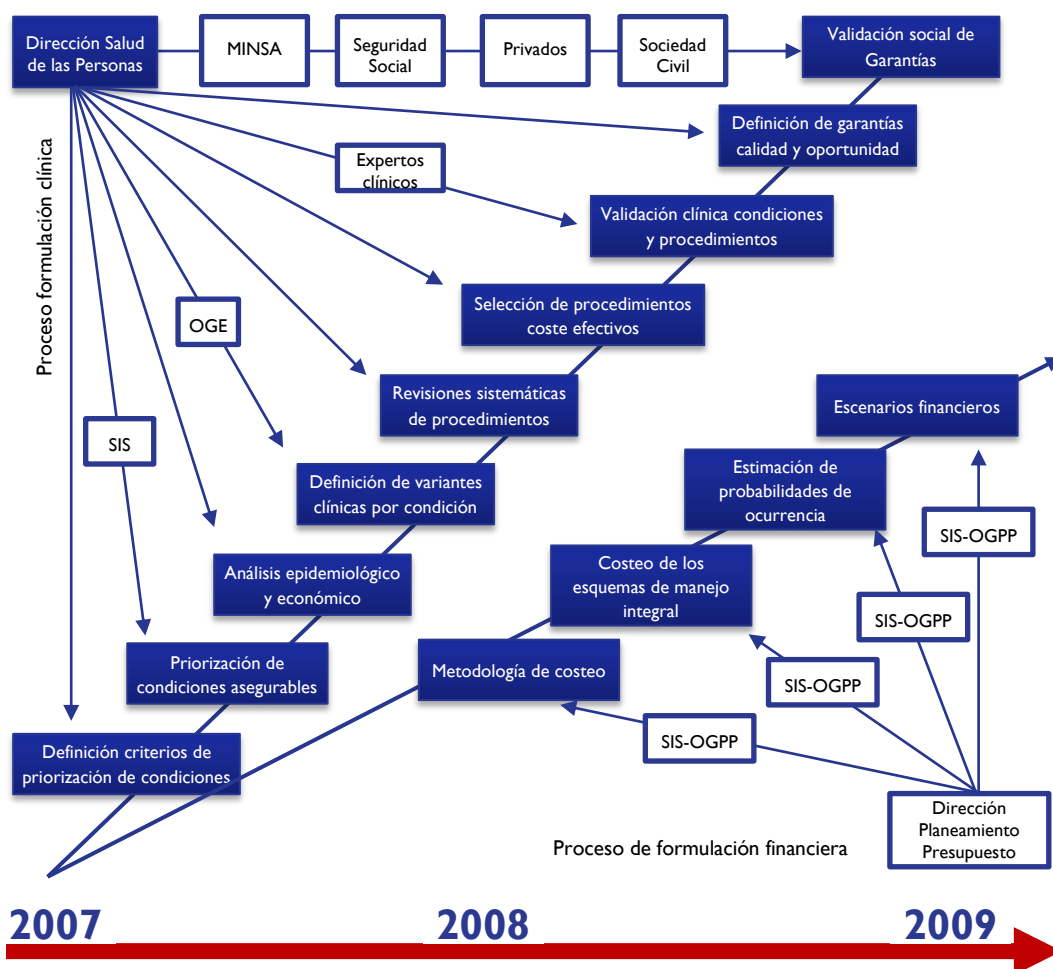 Dirección Salud
de las Personas
MINSA
Seguridad
Social
Privados
Sociedad
Civil
Validación social de
Garantías
Definición de garantías
calidad y oportunidad
Expertos
clínicos
Validación clínica condiciones
y procedimientos
Proceso formulación clínica
Selección de procedimientos
coste efectivos
OGE
Revisiones sistemáticas
de procedimientos
Escenarios financieros
SIS
Definición de variantes
clínicas por condición
Estimación de
probabilidades de
ocurrencia
SIS-OGPP
Análisis epidemiológico
y económico
Costeo de los
esquemas de manejo
integral
SIS-OGPP
Priorización de
condiciones asegurables
Metodología de costeo
SIS-OGPP
SIS-OGPP
Definición criterios de
priorización de condiciones
Dirección
Planeamiento
Presupuesto
Proceso de formulación financiera
2007
2008
2009